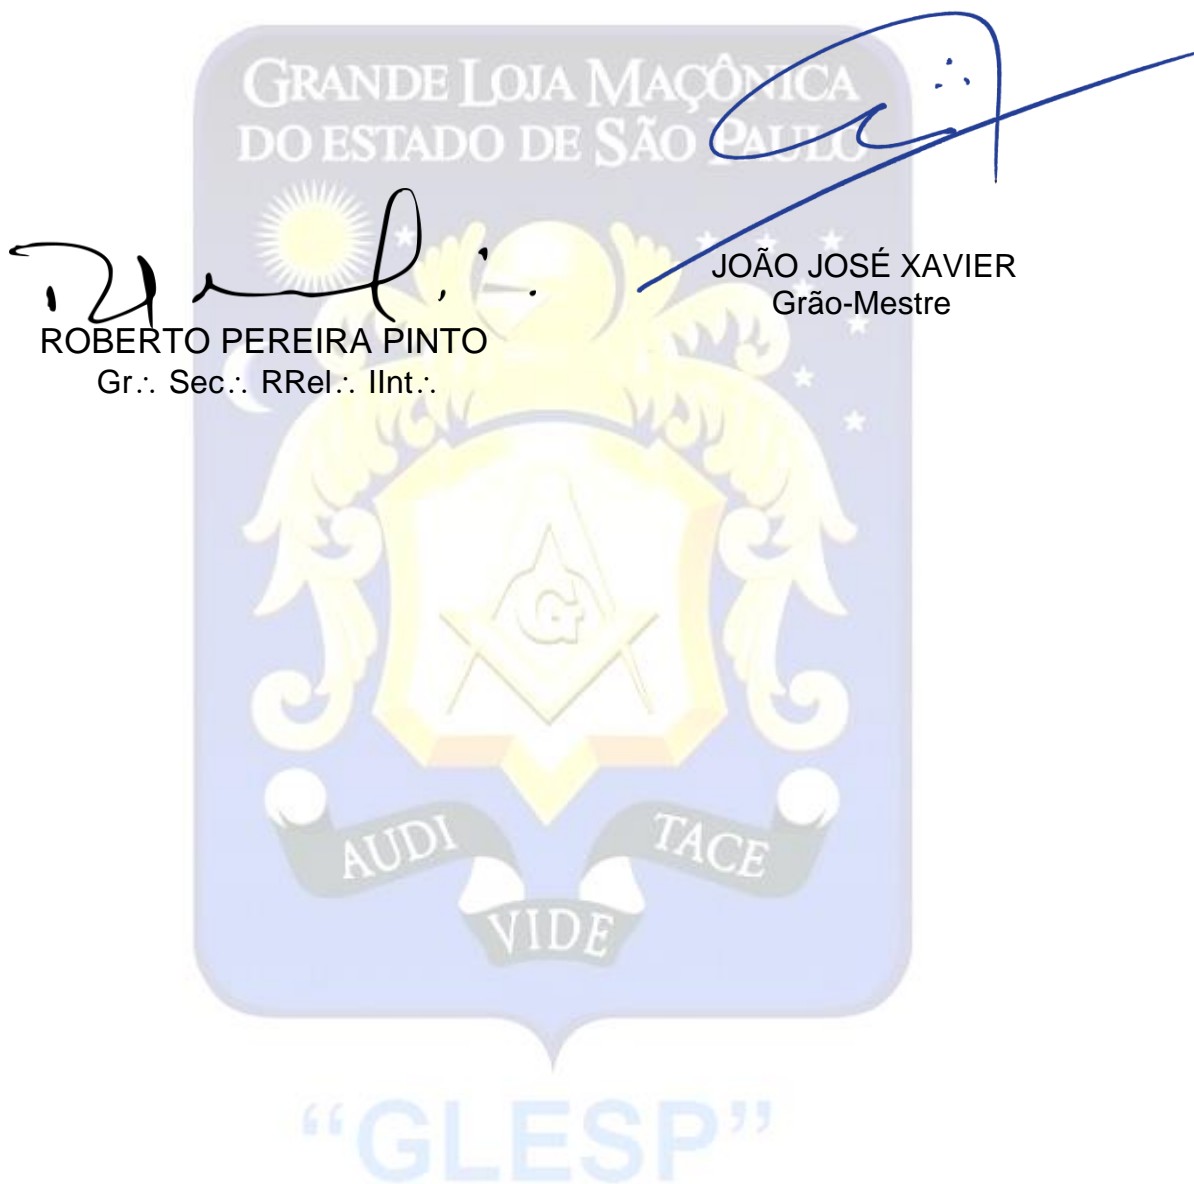 GRANDE LOJA MAÇÔNICA
DO ESTADO DE SÃO PAULO
JOÃO JOSÉ XAVIER
Grão-Mestre
ROBERTO PEREIRA PINTO
Gr∴ Sec∴ RRel∴ IInt∴
G
AUDI
VIDE
TACE
“GLESP”